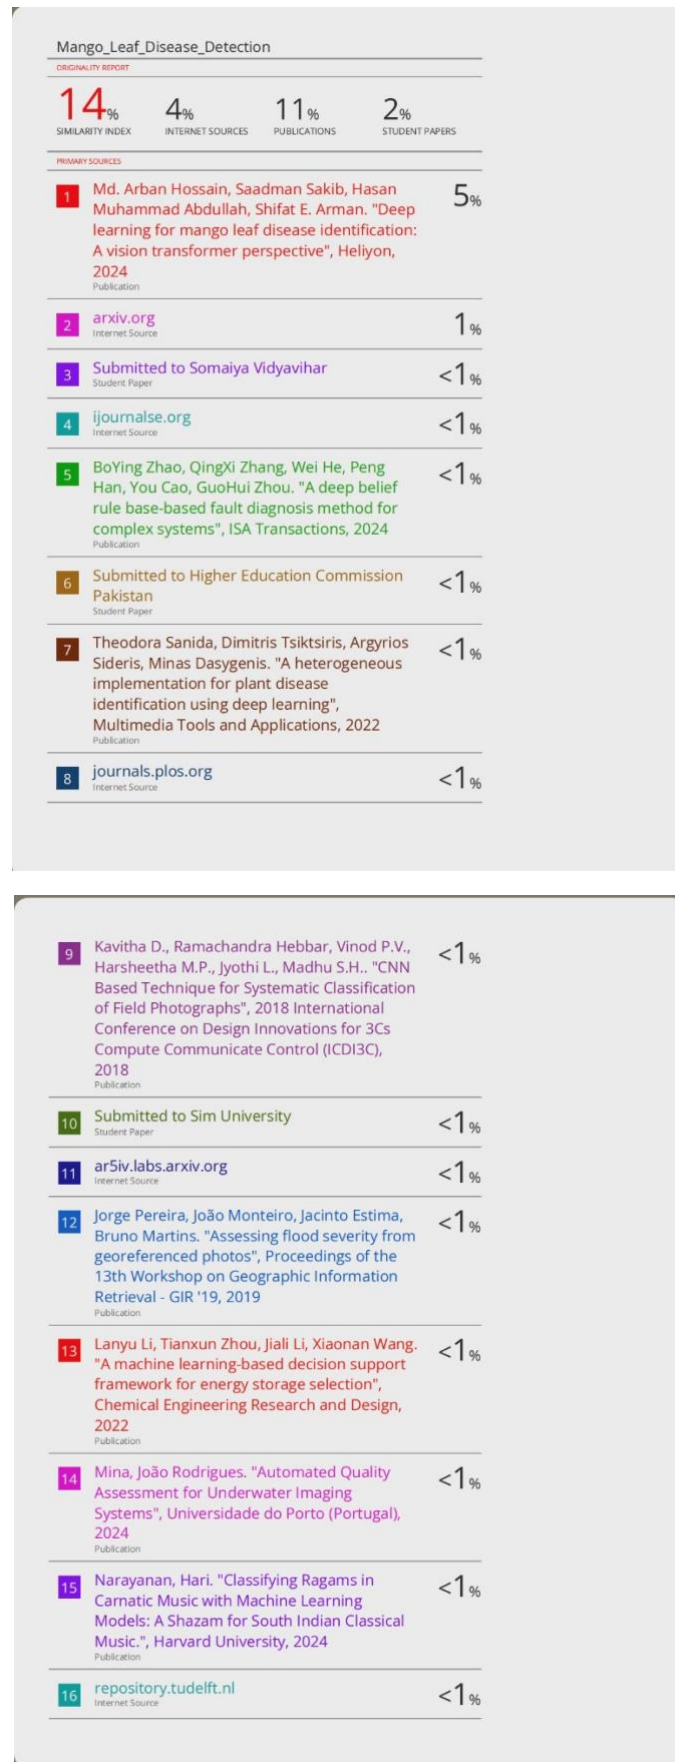 Mango_Leaf_Disease_Detection
ORIGINALITY REPORT
14%
4%
11%
2%
SIMILARITY INDEX
INTERNET SOURCES
PUBLICATIONS
STUDENT PAPERS
PRIMARY SOURCES
1
Md. Arban Hossain, Saadman Sakib, Hasan
Muhammad Abdullah, Shifat E. Arman. "Deep
learning for mango leaf disease identification:
A vision transformer perspective", Heliyon,
2024
Publication
5%
2
arxiv.org
Internet Source
1%
3
Submitted to Somaiya Vidyavihar
Student Paper
<1%
4
ijournalse.org
Internet Source
<1%
5
BoYing Zhao, QingXi Zhang, Wei He, Peng
Han, You Cao, GuoHui Zhou. "A deep belief
rule base-based fault diagnosis method for
complex systems", ISA Transactions, 2024
Publication
<1%
6
Submitted to Higher Education Commission
Pakistan
Student Paper
<1%
7
Theodora Sanida, Dimitris Tsiktsiris, Argyrios
Sideris, Minas Dasygenis. "A heterogeneous
implementation for plant disease
identification using deep learning",
Multimedia Tools and Applications, 2022
Publication
<1%
8
journals.plos.org
Internet Source
<1%
9
Kavitha D., Ramachandra Hebbar, Vinod P.V.,
Harsheetha M.P., Jyothi L., Madhu S.H.. "CNN
Based Technique for Systematic Classification
of Field Photographs", 2018 International
Conference on Design Innovations for 3Cs
Compute Communicate Control (ICDI3C),
2018
Publication
<1%
10
Submitted to Sim University
Student Paper
<1%
11
ar5iv.labs.arxiv.org
Internet Source
<1%
12
Jorge Pereira, João Monteiro, Jacinto Estima,
Bruno Martins. "Assessing flood severity from
georeferenced photos", Proceedings of the
13th Workshop on Geographic Information
Retrieval - GIR '19, 2019
Publication
<1%
13
Lanyu Li, Tianxun Zhou, Jiali Li, Xiaonan Wang.
"A machine learning-based decision support
framework for energy storage selection",
Chemical Engineering Research and Design,
2022
Publication
<1%
14
Mina, João Rodrigues. "Automated Quality
Assessment for Underwater Imaging
Systems", Universidade do Porto (Portugal),
2024
Publication
<1%
15
Narayanan, Hari. "Classifying Ragams in
Carnatic Music with Machine Learning
Models: A Shazam for South Indian Classical
Music.", Harvard University, 2024
Publication
<1%
16
repository.tudelft.nl
Internet Source
<1%